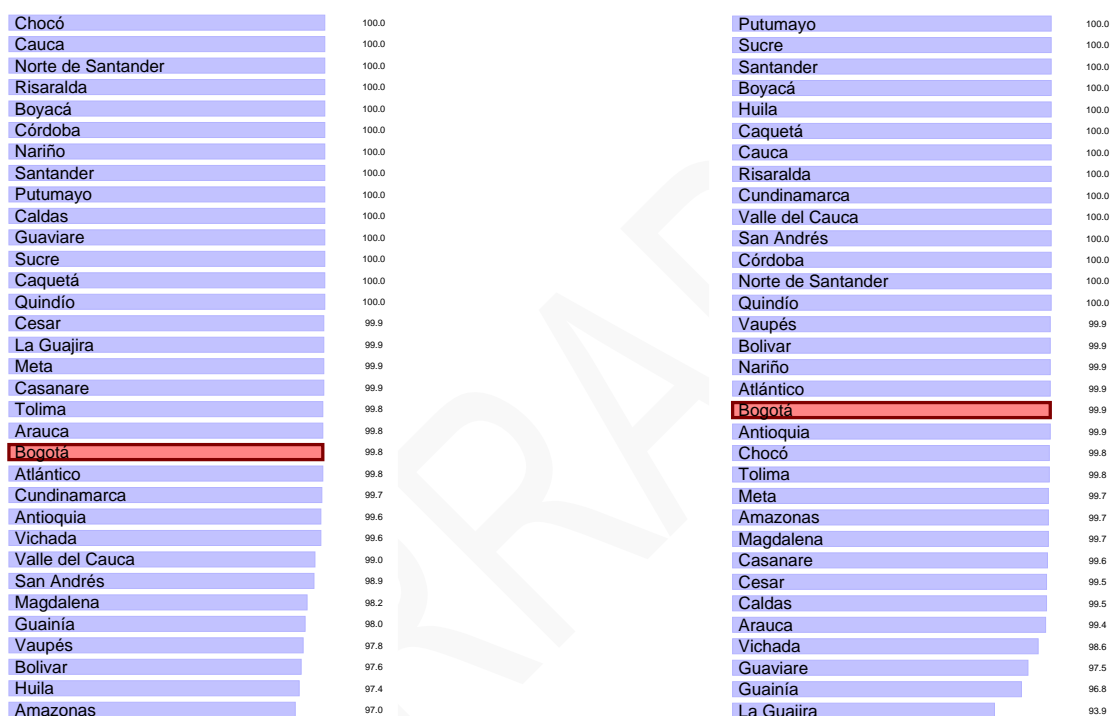 Chocó 100.0
Cauca 100.0
Norte de Santander 100.0
Risaralda 100.0
Boyacá 100.0
Córdoba 100.0
Nariño 100.0
Santander 100.0
Putumayo 100.0
Caldas 100.0
Guaviare 100.0
Sucre 100.0
Caquetá 100.0
Quindío 100.0
Cesar 99.9
La Guajira 99.9
Meta 99.9
Casanare 99.9
Tolima 99.8
Arauca 99.8
Bogotá 99.8
Atlántico 99.8
Cundinamarca 99.7
Antioquia 99.6
Vichada 99.6
Valle del Cauca 99.0
San Andrés 98.9
Magdalena 98.2
Guainía 98.0
Vaupés 97.8
Bolivar 97.6
Huila 97.4
Amazonas 97.0
Putumayo 100.0
Sucre 100.0
Santander 100.0
Boyacá 100.0
Huila 100.0
Caquetá 100.0
Cauca 100.0
Risaralda 100.0
Cundinamarca 100.0
Valle del Cauca 100.0
San Andrés 100.0
Córdoba 100.0
Norte de Santander 100.0
Quindío 100.0
Vaupés 99.9
Bolivar 99.9
Nariño 99.9
Atlántico 99.9
Bogotá 99.9
Antioquia 99.9
Chocó 99.8
Tolima 99.8
Meta 99.7
Amazonas 99.7
Magdalena 99.7
Casanare 99.6
Cesar 99.5
Caldas 99.5
Arauca 99.4
Vichada 98.6
Guaviare 97.5
Guainía 96.8
La Guajira 93.9